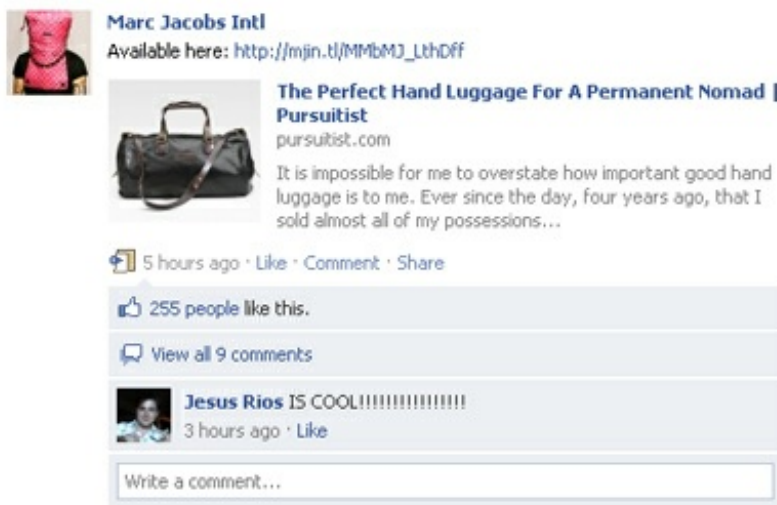 Marc Jacobs Intl
Available here: http://mjin.tl/MMbMJ_LthDff
The Perfect Hand Luggage For A Permanent Nomad |
Pursuitist
pursuitist.com
It is impossible for me to overstate how important good hand
luggage is to me. Ever since the day, four years ago, that I
sold almost all of my possessions...
5 hours ago · Like · Comment · Share
255 people like this.
View all 9 comments
Jesus Rios IS COOL!!!!!!!!!!!!!!!!!
3 hours ago · Like
Write a comment...